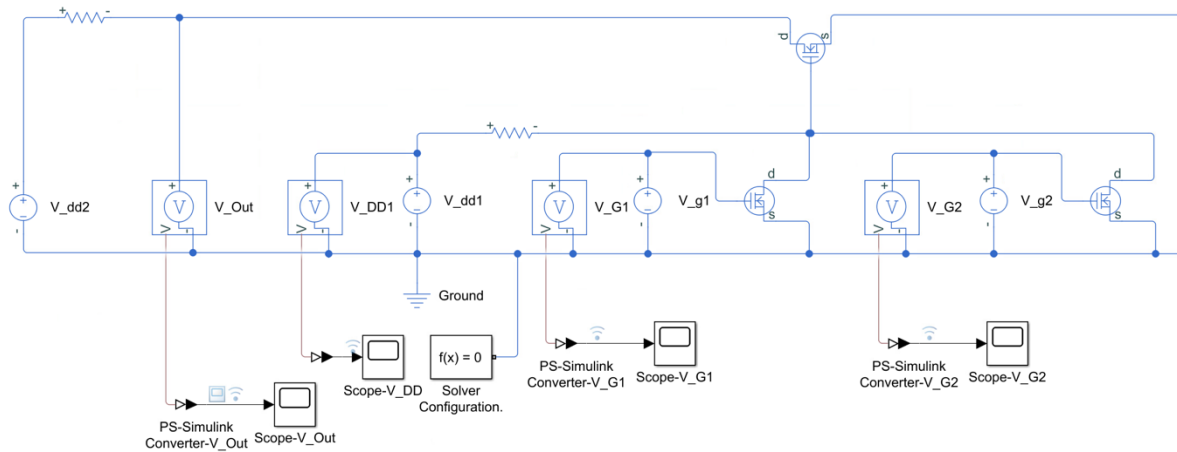 +
-
d
s
+
-
+
-
V_dd2
+
V
-
V
V_Out
+
V
-
V
V_DD1
+
-
V_dd1
+
V
-
V
V_G1
+
-
V_g1
d
s
+
V
-
V
V_G2
+
-
V_g2
d
s
Ground
PS-Simulink
Converter-V_Out
Scope-V_Out
Scope-V_DD
f(x) = 0
Solver
Configuration.
PS-Simulink
Converter-V_G1
Scope-V_G1
PS-Simulink
Converter-V_G2
Scope-V_G2